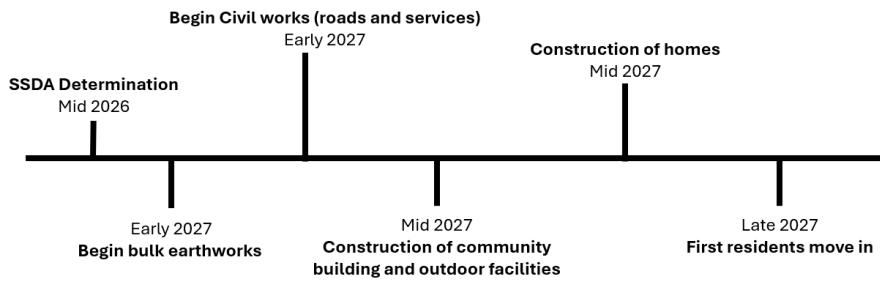 Begin Civil works (roads and services)
Early 2027
Construction of homes
Mid 2027
SSDA Determination
Mid 2026
Early 2027
Begin bulk earthworks
Mid 2027
Construction of community
building and outdoor facilities
Late 2027
First residents move in